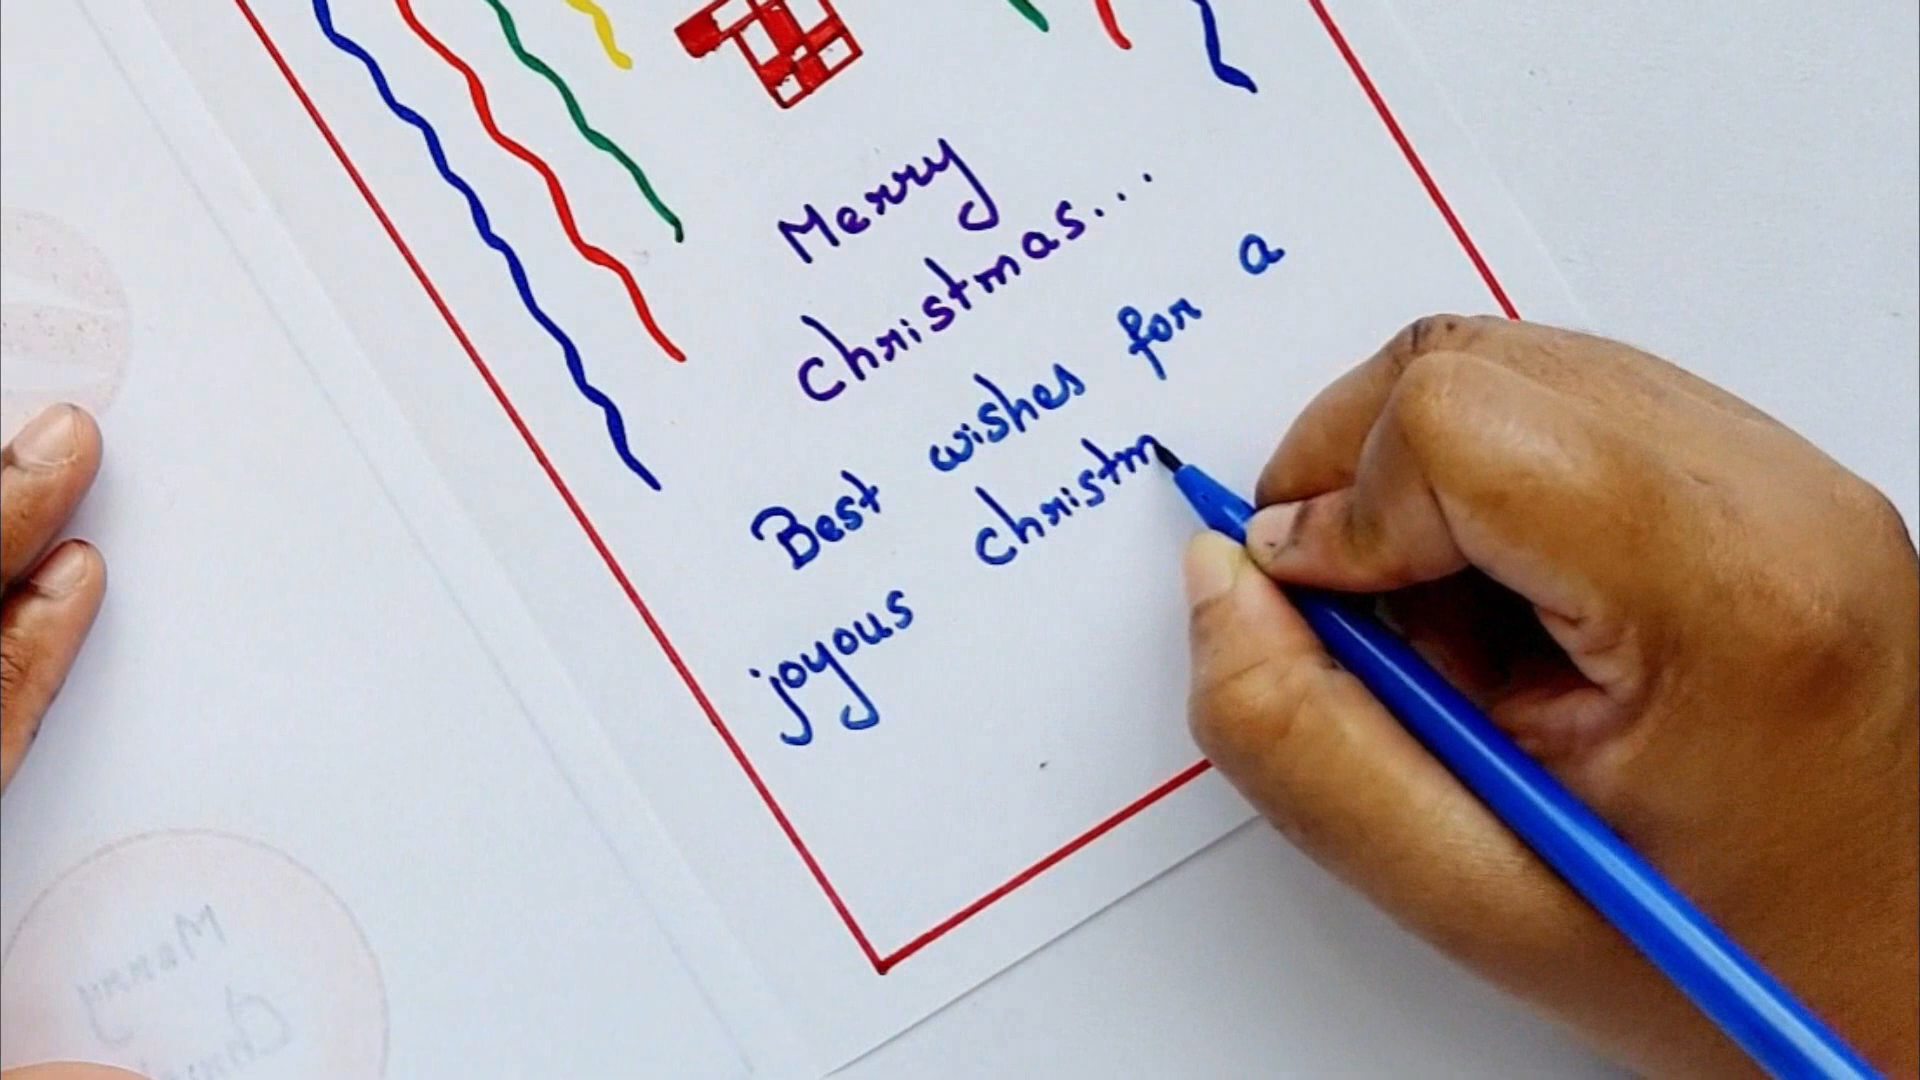 Merry
christmas...
Best wishes for a
joyous christm